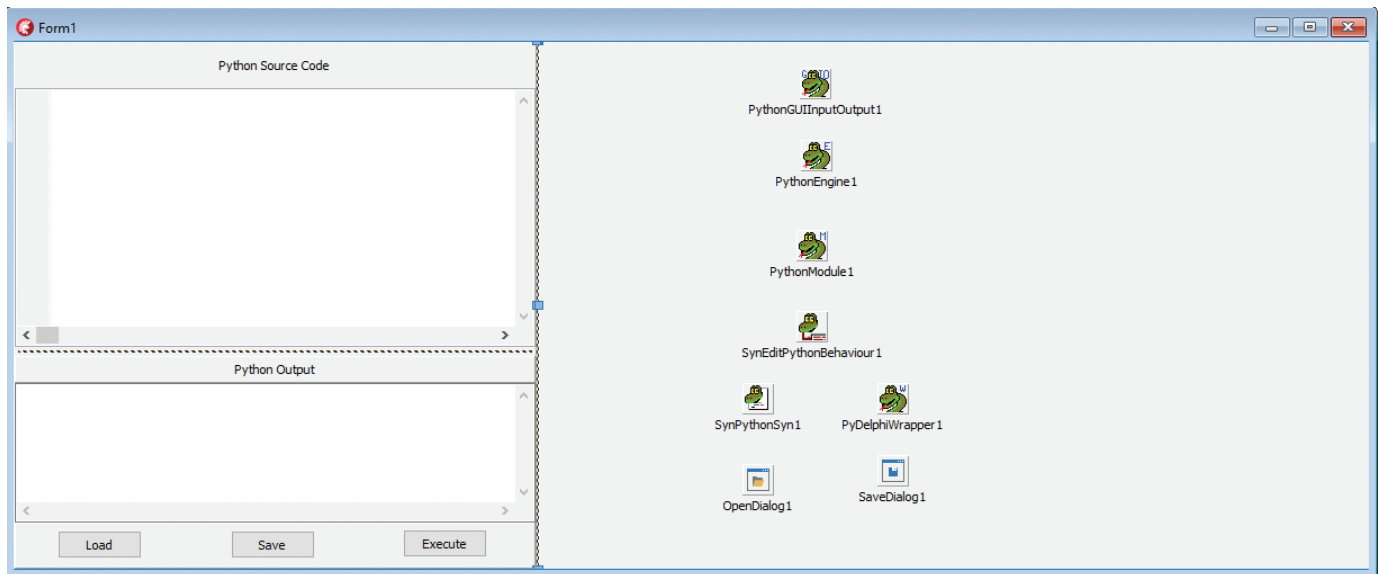 Form1
Python Source Code
Python Output
Load
Save
Execute
PythonGUIInputOutput1
PythonEngine1
PythonModule1
SynEditPythonBehaviour1
SynPythonSyn1
PyDelphiWrapper1
OpenDialog1
SaveDialog1